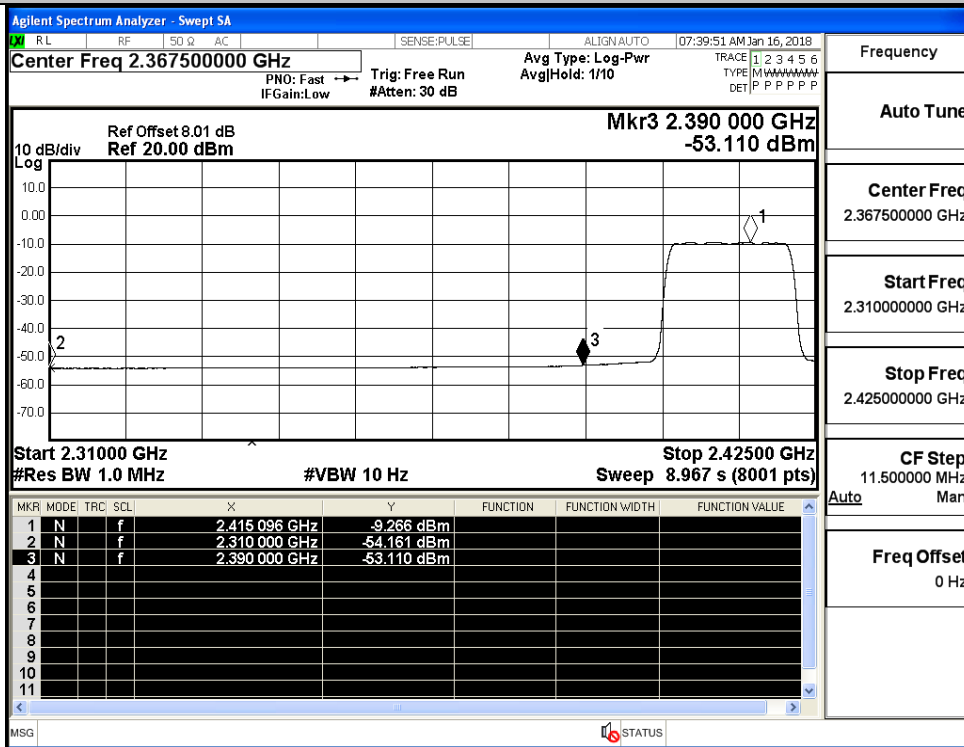 Agilent Spectrum Analyzer - Swept SA
LXI RL RF 50 Ω AC SENSE:PULSE ALIGN AUTO 07:39:51 AM Jan 16, 2018
Center Freq 2.367500000 GHz
PNO: Fast
IFGain:Low
Trig: Free Run
#Atten: 30 dB
Avg Type: Log-Pwr
Avg|Hold: 1/10
TRACE 1 2 3 4 5 6
TYPE M W W W W W
DET P P P P P P
Mkr3 2.390 000 GHz
-53.110 dBm
Ref Offset 8.01 dB
10 dB/div Ref 20.00 dBm
Log
10.0
0.00
-10.0
-20.0
-30.0
-40.0
-50.0
-60.0
-70.0
1
2
3
Start 2.31000 GHz Stop 2.42500 GHz
#Res BW 1.0 MHz #VBW 10 Hz Sweep 8.967 s (8001 pts)
MKR MODE TRC SCL X Y FUNCTION FUNCTION WIDTH FUNCTION VALUE
1 N f 2.415 096 GHz -9.266 dBm
2 N f 2.310 000 GHz -54.161 dBm
3 N f 2.390 000 GHz -53.110 dBm
4
5
6
7
8
9
10
11
MSG STATUS
Frequency
Auto Tune
Center Freq
2.367500000 GHz
Start Freq
2.310000000 GHz
Stop Freq
2.425000000 GHz
CF Step
11.500000 MHz
Auto Man
Freq Offset
0 Hz